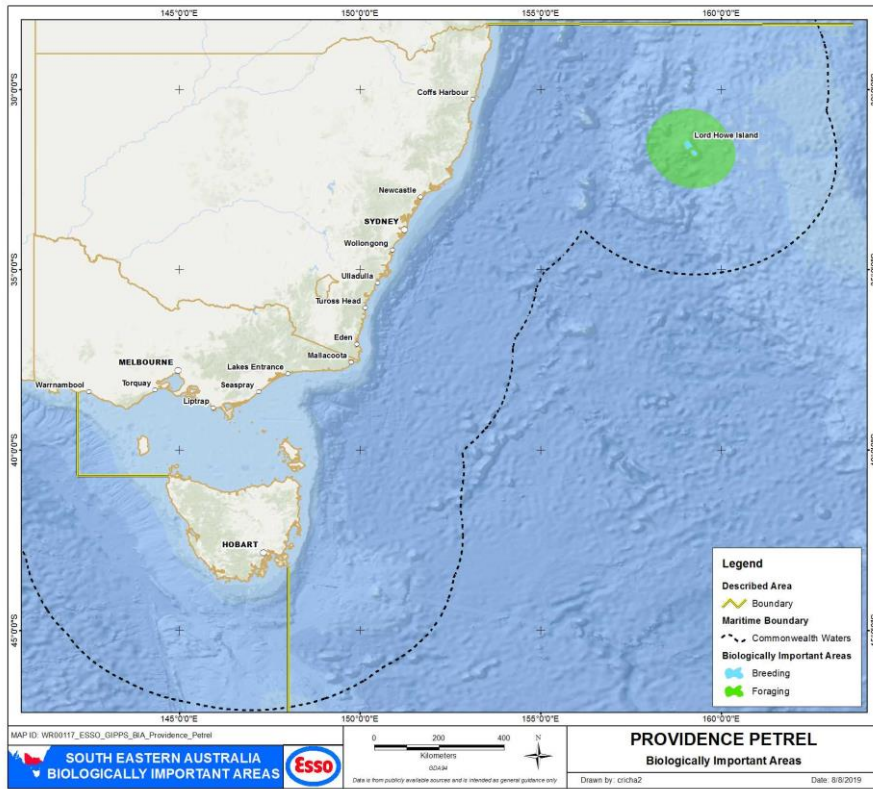 145°0'0"E 150°0'0"E 155°0'0"E 160°0'0"E
30°0'0"S
Coffs Harbour
Lord Howe Island
Newcastle
SYDNEY
Wollongong
35°0'0"S
Ulladulla
Tuross Head
Eden
Mallacoota
MELBOURNE
Lakes Entrance
Warrnambool
Torquay
Seaspray
Liptrap
40°0'0"S
HOBART
45°0'0"S
Legend
Described Area
Boundary
Maritime Boundary
Commonwealth Waters
Biologically Important Areas
Breeding
Foraging
145°0'0"E 150°0'0"E 155°0'0"E 160°0'0"E
MAP ID: WR00117_ESSO_GIPPS_BIA_Providence_Petrel
SOUTH EASTERN AUSTRALIA
BIOLOGICALLY IMPORTANT AREAS
Esso
0 200 400
Kilometers
GDA94
N
Data is from publicly available sources and is intended as general guidance only
PROVIDENCE PETREL
Biologically Important Areas
Drawn by: cricha2 Date: 8/8/2019